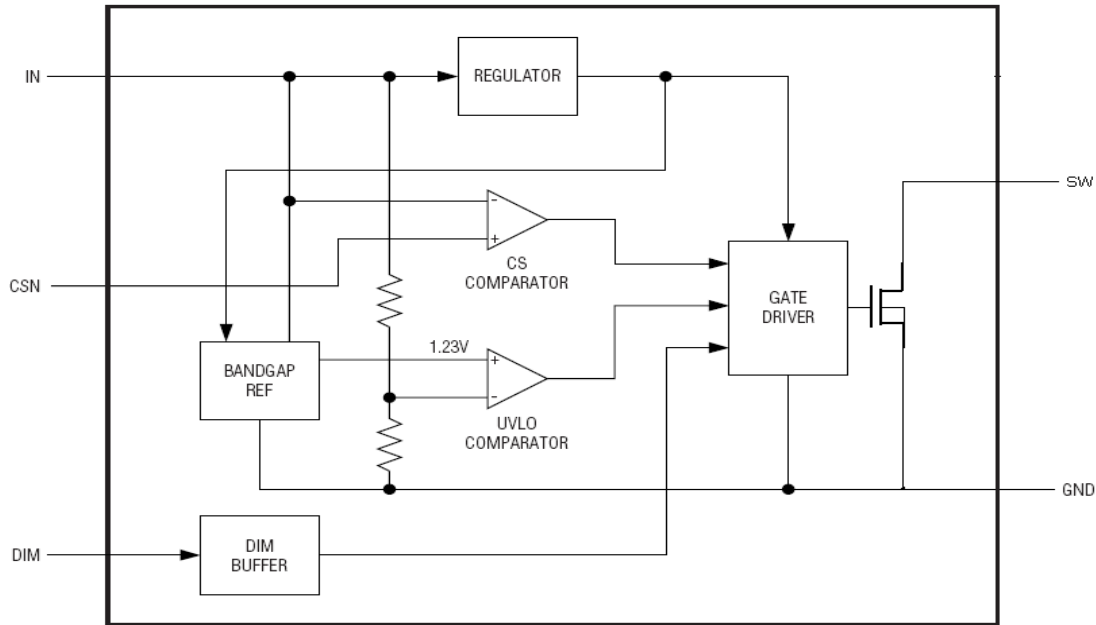 IN
REGULATOR
SW
-
+
CS
COMPARATOR
CSN
GATE
DRIVER
1.23V
BANDGAP
REF
+
-
UVLO
COMPARATOR
GND
DIM
DIM
BUFFER